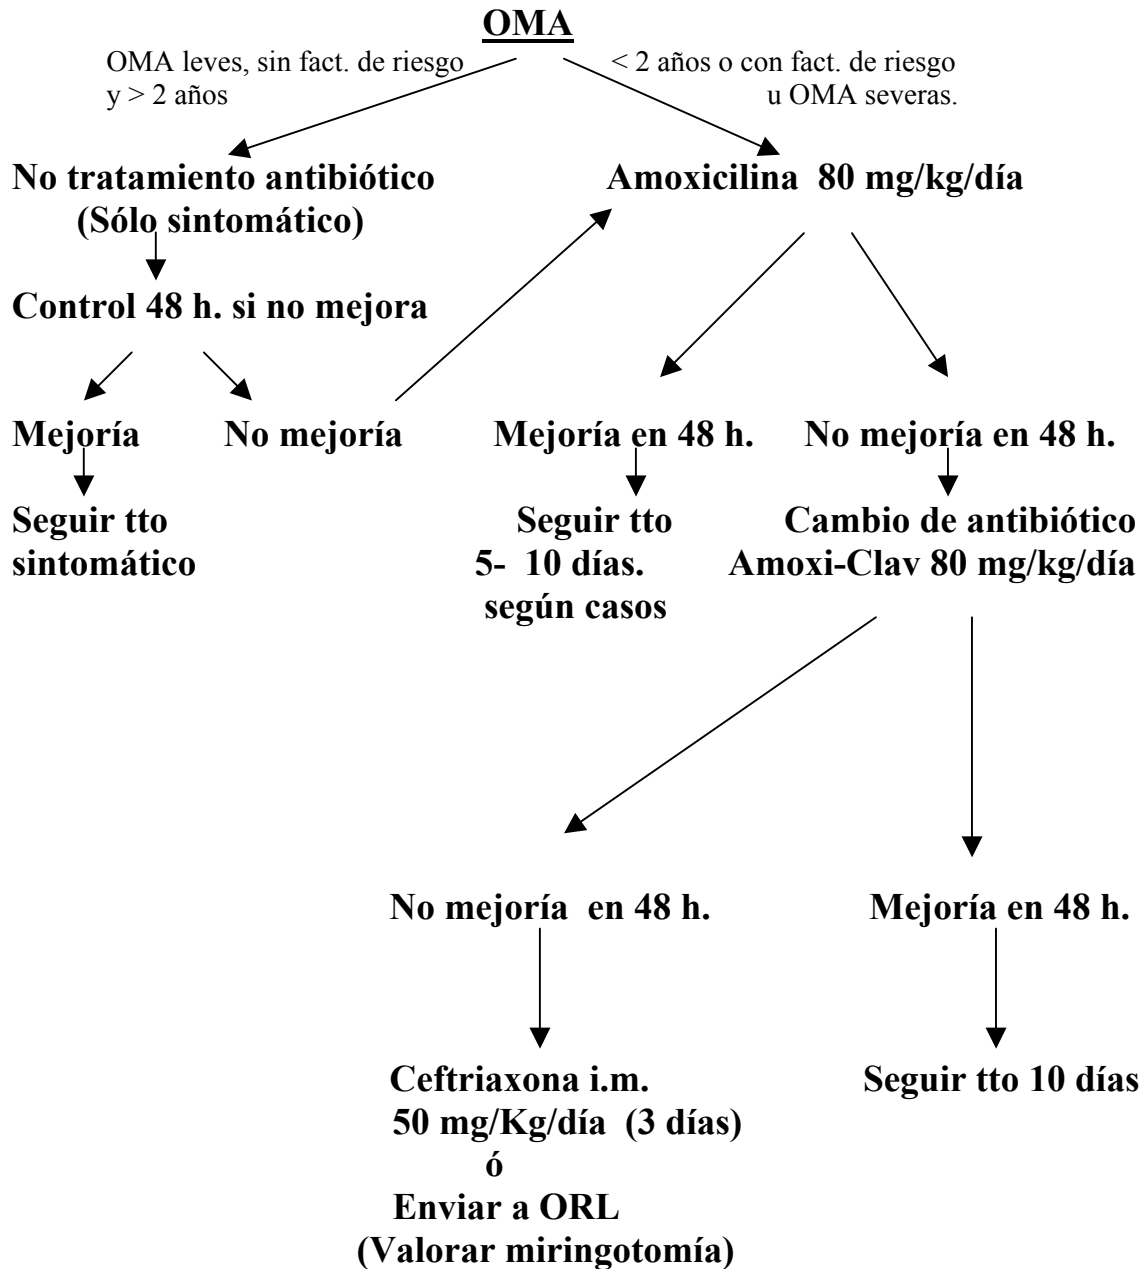 OMA
OMA leves, sin fact. de riesgo
y > 2 años
< 2 años o con fact. de riesgo
u OMA severas.
No tratamiento antibiótico
(Sólo sintomático)
Amoxicilina 80 mg/kg/día
Control 48 h. si no mejora
Mejoría
No mejoría
Mejoría en 48 h.
No mejoría en 48 h.
Seguir tto
sintomático
Seguir tto
5- 10 días.
según casos
Cambio de antibiótico
Amoxi-Clav 80 mg/kg/día
No mejoría en 48 h.
Mejoría en 48 h.
Ceftriaxona i.m.
50 mg/Kg/día (3 días)
ó
Enviar a ORL
(Valorar miringotomía)
Seguir tto 10 días